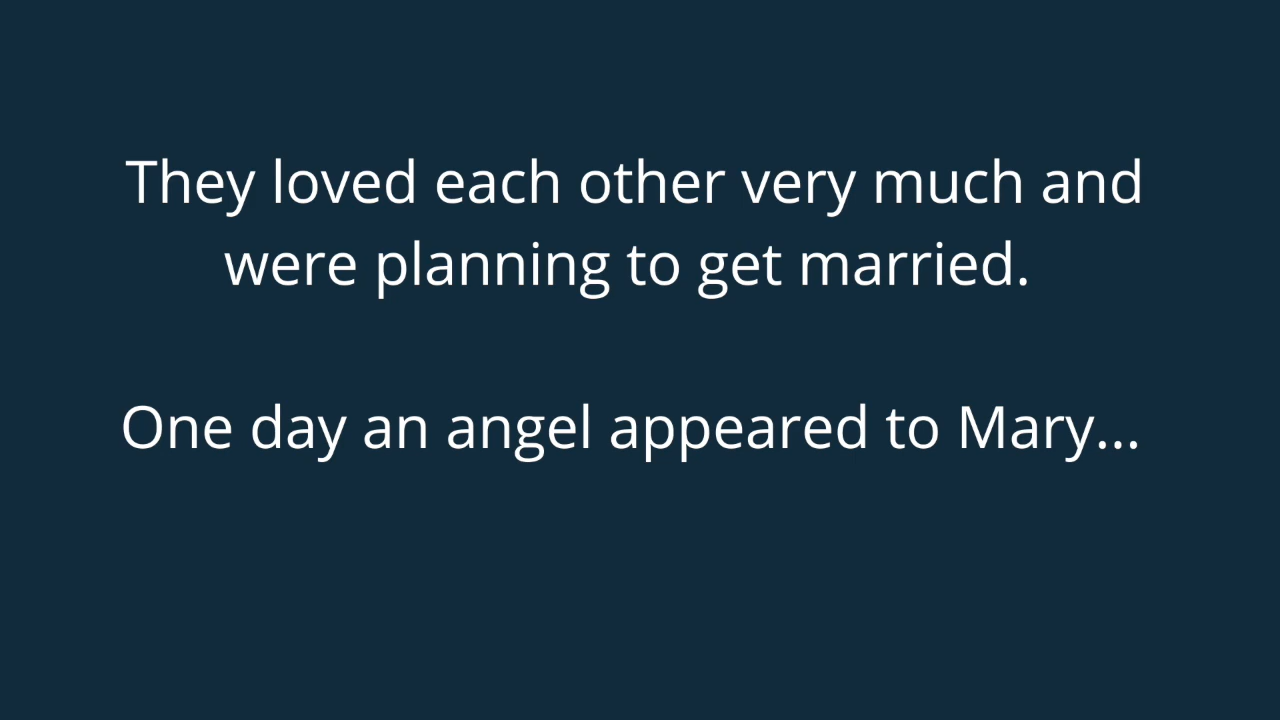 They loved each other very much and
were planning to get married.
One day an angel appeared to Mary...